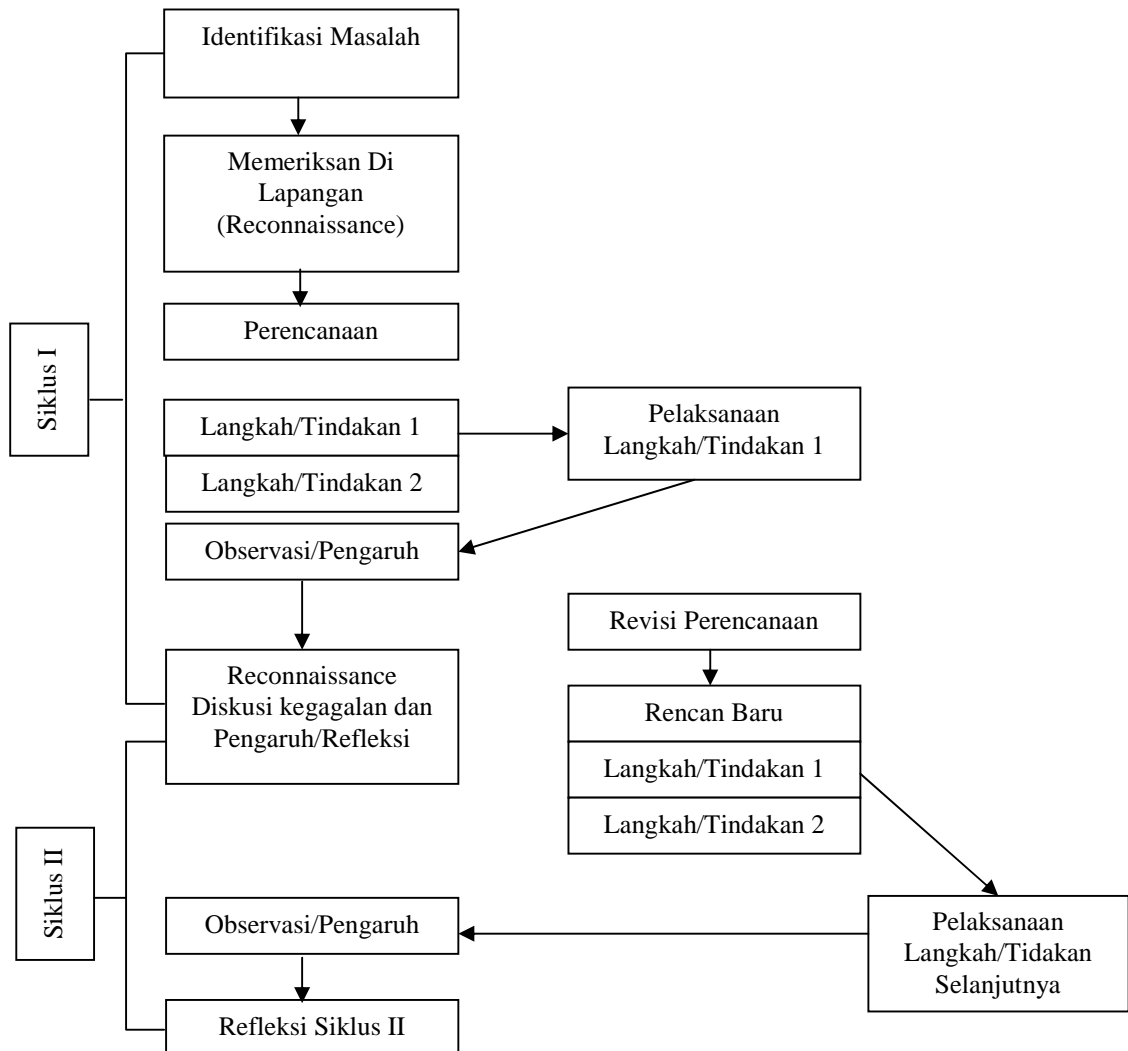 Identifikasi Masalah
Memeriksan Di
Lapangan
(Reconnaissance)
Perencanaan
Siklus I
Langkah/Tindakan 1
Langkah/Tindakan 2
Pelaksanaan
Langkah/Tindakan 1
Observasi/Pengaruh
Revisi Perencanaan
Reconnaissance
Diskusi kegagalan dan
Pengaruh/Refleksi
Rencan Baru
Langkah/Tindakan 1
Langkah/Tindakan 2
Siklus II
Observasi/Pengaruh
Pelaksanaan
Langkah/Tidakan
Selanjutnya
Refleksi Siklus II